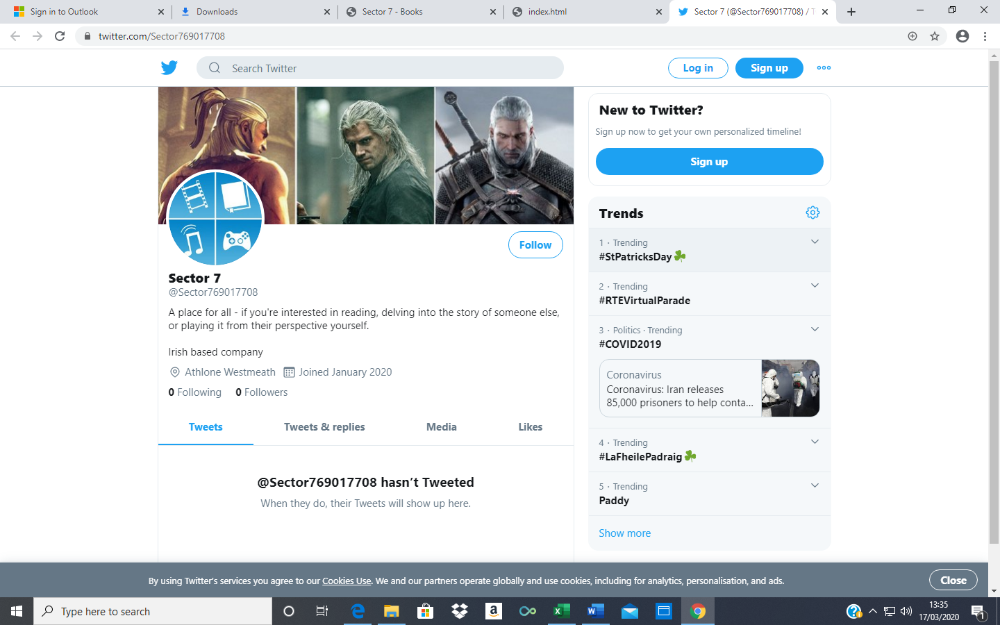 Sign in to Outlook
Downloads
Sector 7 - Books
index.html
Sector 7 (@Sector769017708) / T
twitter.com/Sector769017708
Search Twitter
Log in
Sign up
New to Twitter?
Sign up now to get your own personalized timeline!
Sign up
Follow
Sector 7
@Sector769017708
A place for all - if you're interested in reading, delving into the story of someone else,
or playing it from their perspective yourself.
Irish based company
Athlone Westmeath Joined January 2020
0 Following 0 Followers
Tweets Tweets & replies Media Likes
@Sector769017708 hasn't Tweeted
When they do, their Tweets will show up here.
Trends
1 · Trending
#StPatricksDay☘
2 · Trending
#RTEVirtualParade
3 · Politics · Trending
#COVID2019
Coronavirus
Coronavirus: Iran releases
85,000 prisoners to help conta...
4 · Trending
#LaFheilePadraig☘
5 · Trending
Paddy
Show more
By using Twitter's services you agree to our Cookies Use. We and our partners operate globally and use cookies, including for analytics, personalisation, and ads.
Close
Type here to search
13:35
17/03/2020
1